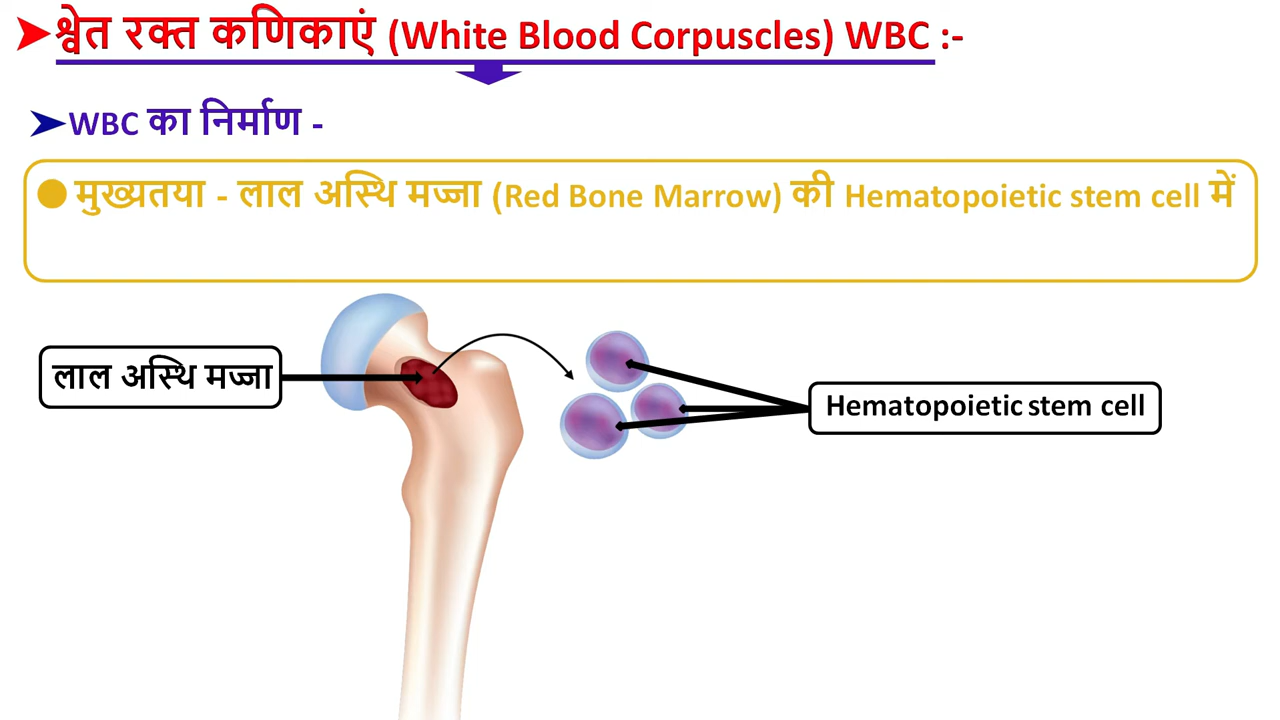 श्वेत रक्त कणिकाएं (White Blood Corpuscles) WBC :-
WBC का निर्माण -
मुख्यतया - लाल अस्थि मज्जा (Red Bone Marrow) की Hematopoietic stem cell में
लाल अस्थि मज्जा
Hematopoietic stem cell